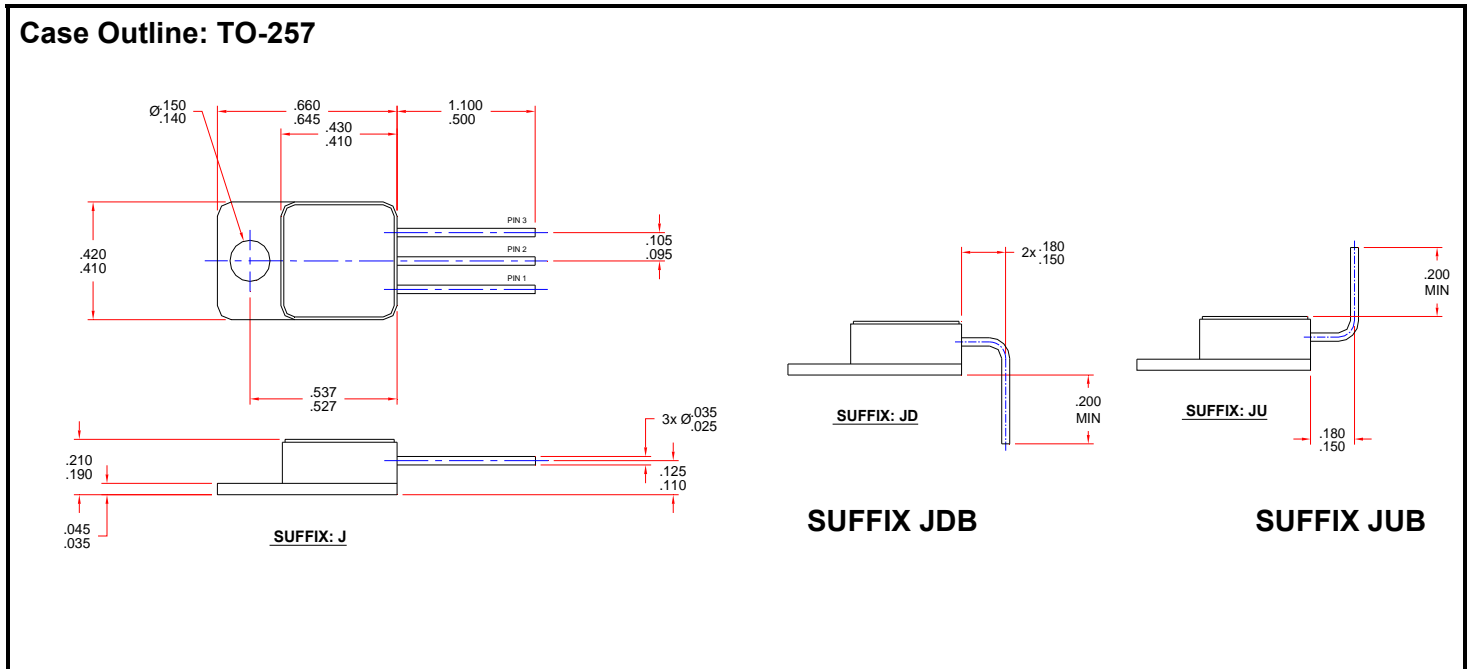 Case Outline: TO-257
Ø.150
.140
.660
.645
1.100
.500
.430
.410
PIN 3
PIN 2
PIN 1
.105
.095
.420
.410
.537
.527
3x Ø.035
.025
.210
.190
.125
.110
.045
.035
SUFFIX: J
2x .180
.150
.200
MIN
SUFFIX: JD
SUFFIX JDB
.200
MIN
SUFFIX: JU
.180
.150
SUFFIX JUB